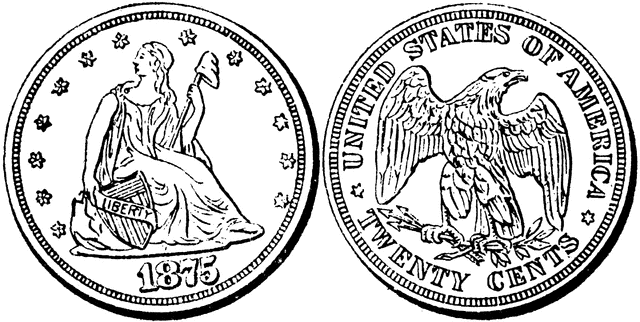 LIBERTY
1875
UNITED STATES OF AMERICA
TWENTY CENTS